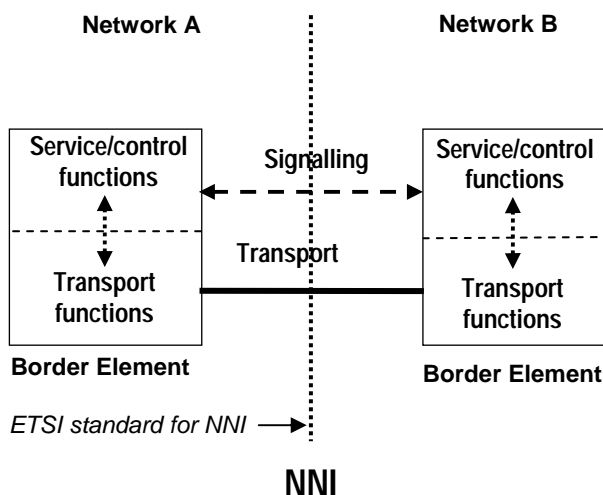 Network A
Network B
Service/control
functions
Signalling
Service/control
functions
Transport
Transport
functions
Transport
functions
Border Element
Border Element
ETSI standard for NNI
NNI